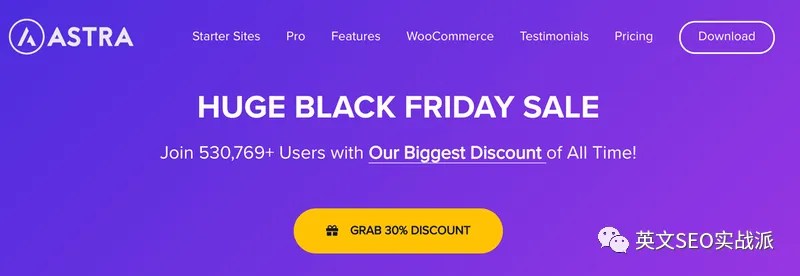 ASTRA
Starter Sites Pro Features WooCommerce Testimonials Pricing Download
HUGE BLACK FRIDAY SALE
Join 530,769+ Users with Our Biggest Discount of All Time!
GRAB 30% DISCOUNT
英文SEO实战派